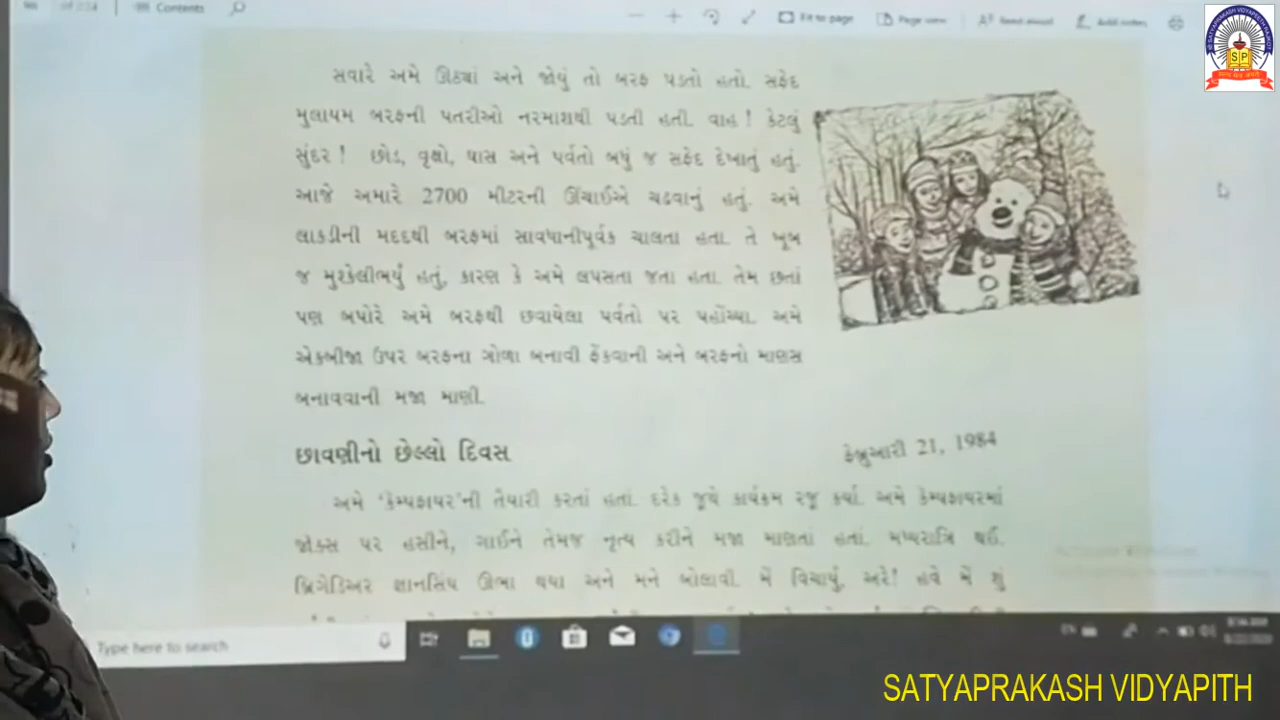 Contents
Fit to page
Page view
Read aloud
Add notes
સવારે અમે ઊઠ્યાં અને જોયું તો બરફ પડતો હતો. સફેદ
મુલાયમ બરફની પતરીઓ નરમાશથી પડતી હતી. વાહ ! કેટલું
સુંદર ! છોડ, વૃક્ષો, ઘાસ અને પર્વતો બધું જ સફેદ દેખાતું હતું.
આજે અમારે 2700 મીટરની ઊંચાઈએ ચઢવાનું હતું. અમે
લાકડીની મદદથી બરફમાં સાવધાનીપૂર્વક ચાલતા હતા. તે ખૂબ
જ મુશ્કેલીભર્યું હતું, કારણ કે અમે લપસતા જતા હતા. તેમ છતાં
પણ બપોરે અમે બરફથી છવાયેલા પર્વતો પર પહોંચ્યા. અમે
એકબીજા ઉપર બરફના ગોળા બનાવી ફેંકવાની અને બરફનો માણસ
બનાવવાની મજા માણી.
છાવણીનો છેલ્લો દિવસ ફેબ્રુઆરી 21, 1984
અમે ‘કેમ્પફાયર’ની તૈયારી કરતાં હતાં. દરેક જૂથે કાર્યક્રમ રજૂ કર્યા. અમે કેમ્પફાયરમાં
જોક્સ પર હસીને, ગાઈને તેમજ નૃત્ય કરીને મજા માણતાં હતાં. મધ્યરાત્રિ થઈ.
બ્રિગેડિઅર જ્ઞાનસિંઘ ઊભા થયા અને મને બોલાવી. મેં વિચાર્યું, અરે! હવે મેં શું
Type here to search
SATYAPRAKASH VIDYAPITH
SP